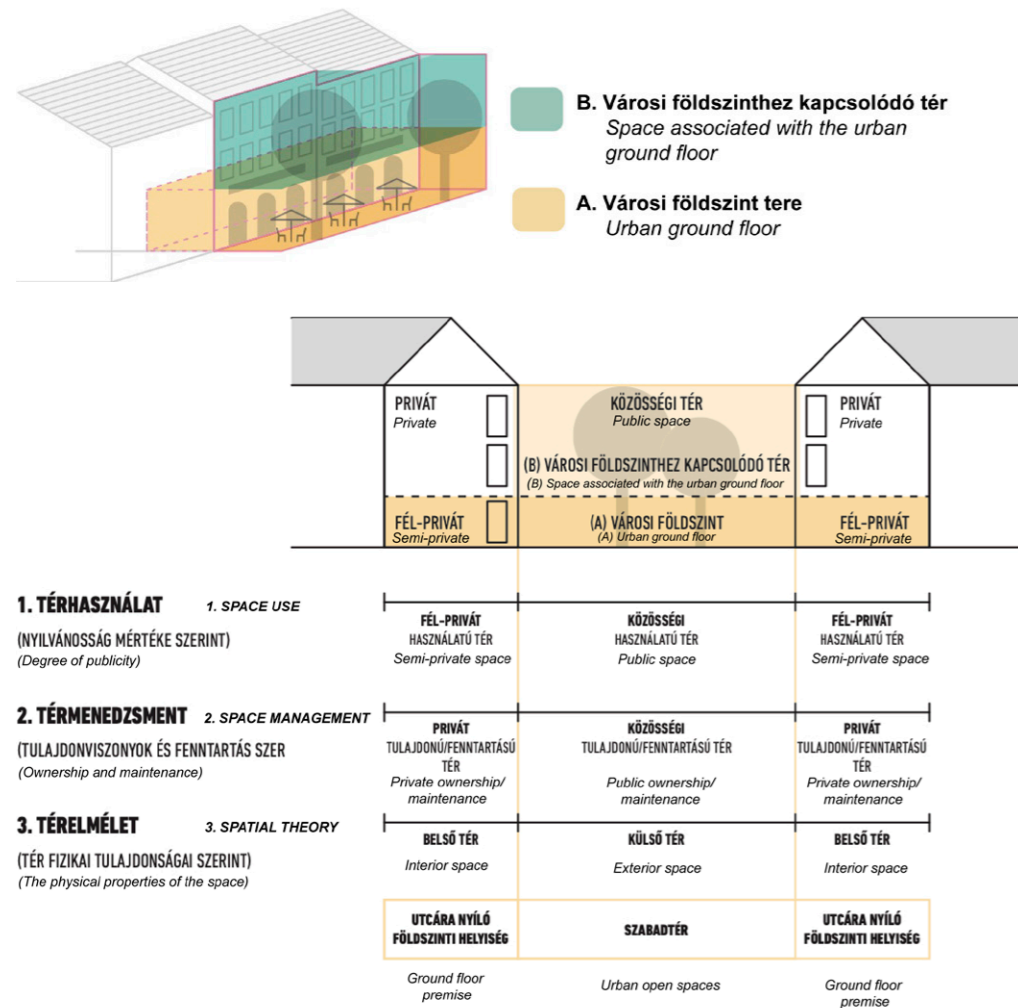 B. Városi földszinthez kapcsolódó tér
Space associated with the urban
ground floor
A. Városi földszint tere
Urban ground floor
PRIVÁT
Private
KÖZÖSSÉGI TÉR
Public space
PRIVÁT
Private
(B) VÁROSI FÖLDSZINTHEZ KAPCSOLÓDÓ TÉR
(B) Space associated with the urban ground floor
FÉL-PRIVÁT
Semi-private
(A) VÁROSI FÖLDSZINT
(A) Urban ground floor
FÉL-PRIVÁT
Semi-private
1. TÉRHASZNÁLAT 1. SPACE USE
(NYILVÁNOSSÁG MÉRTÉKE SZERINT)
(Degree of publicity)
FÉL-PRIVÁT
HASZNÁLATÚ TÉR
Semi-private space
KÖZÖSSÉGI
HASZNÁLATÚ TÉR
Public space
FÉL-PRIVÁT
HASZNÁLATÚ TÉR
Semi-private space
2. TÉRMENEDZSMENT 2. SPACE MANAGEMENT
(TULAJDONVISZONYOK ÉS FENNTARTÁS SZER
(Ownership and maintenance)
PRIVÁT
TULAJDONÚ/FENNTARTÁSÚ
TÉR
Private ownership/
maintenance
KÖZÖSSÉGI
TULAJDONÚ/FENNTARTÁSÚ TÉR
Public ownership/
maintenance
PRIVÁT
TULAJDONÚ/FENNTARTÁSÚ
TÉR
Private ownership/
maintenance
3. TÉRELMÉLET 3. SPATIAL THEORY
(TÉR FIZIKAI TULAJDONSÁGAI SZERINT)
(The physical properties of the space)
BELSŐ TÉR
Interior space
KÜLSŐ TÉR
Exterior space
BELSŐ TÉR
Interior space
UTCÁRA NYÍLÓ
FÖLDSZINTI HELYISÉG
SZABADTÉR
UTCÁRA NYÍLÓ
FÖLDSZINTI HELYISÉG
Ground floor
premise
Urban open spaces
Ground floor
premise